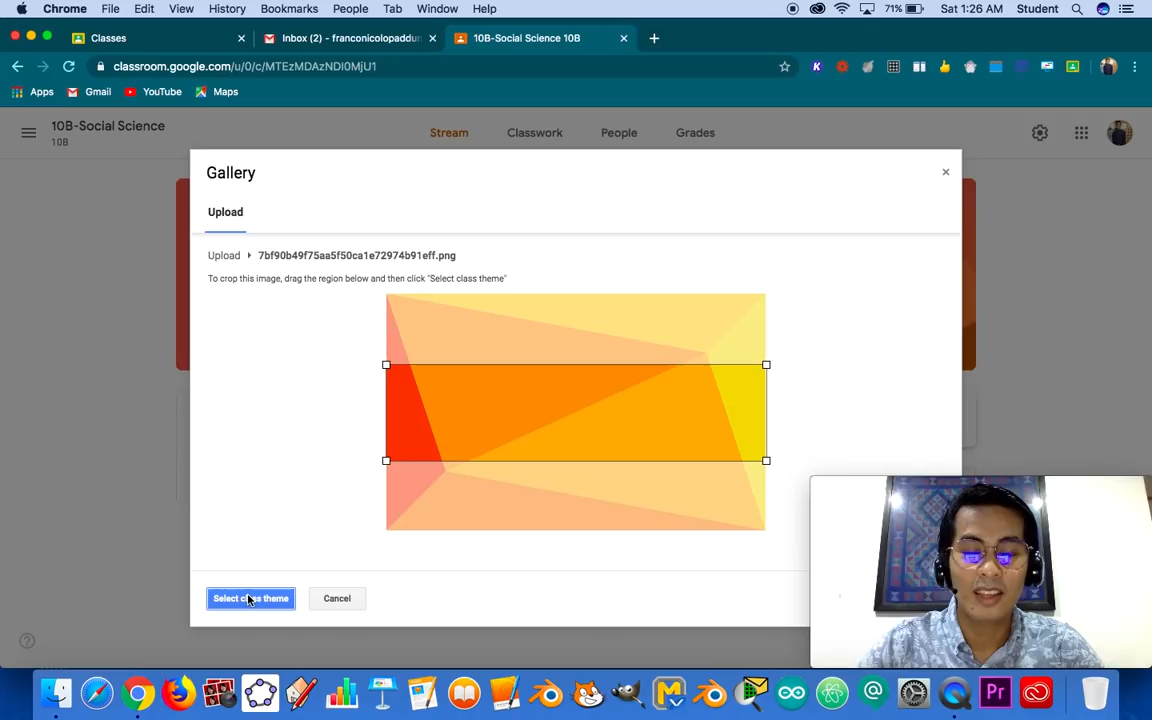 Chrome File Edit View History Bookmarks People Tab Window Help 71% Sat 1:26 AM Student
Classes Inbox (2) - franconicolopaddun 10B-Social Science 10B
classroom.google.com/u/0/c/MTEzMDAzNDI0MjU1
Apps Gmail YouTube Maps
10B-Social Science
10B
Stream Classwork People Grades
Gallery
Upload
Upload 7bf90b49f75aa5f50ca1e72974b91eff.png
To crop this image, drag the region below and then click "Select class theme"
Select class theme Cancel
Pr